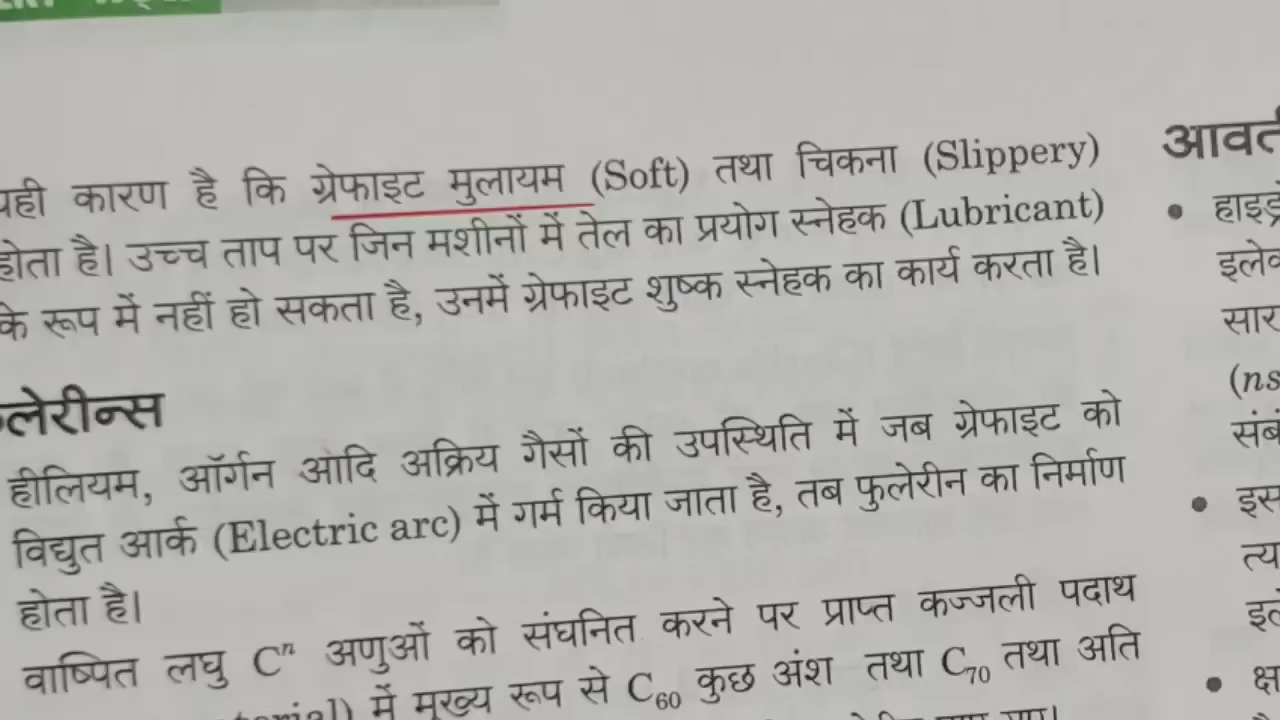 यही कारण है कि ग्रेफाइट मुलायम (Soft) तथा चिकना (Slippery)
होता है। उच्च ताप पर जिन मशीनों में तेल का प्रयोग स्नेहक (Lubricant)
के रूप में नहीं हो सकता है, उनमें ग्रेफाइट शुष्क स्नेहक का कार्य करता है।
लेरीन्स
हीलियम, ऑर्गन आदि अक्रिय गैसों की उपस्थिति में जब ग्रेफाइट को
विद्युत आर्क (Electric arc) में गर्म किया जाता है, तब फुलेरीन का निर्माण
होता है।
वाष्पित लघु Cⁿ अणुओं को संघनित करने पर प्राप्त कज्जली पदाथ
में मुख्य रूप से C₆₀ कुछ अंश तथा C₇₀ तथा अति
आवर्त
• हाइड्रे
इलेक
सार
(ns
संब
• इस
त्य
इले
• क्ष